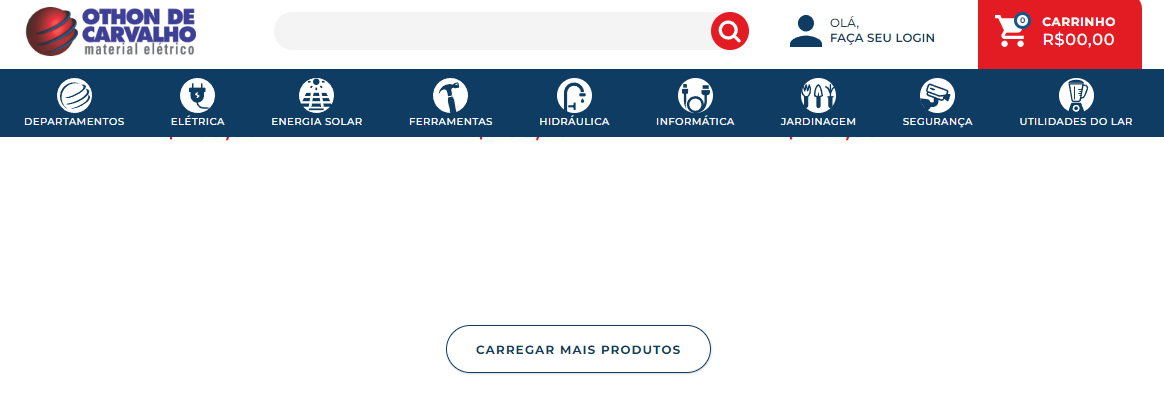 OTHON DE
CARVALHO
material elétrico
OLÁ,
FAÇA SEU LOGIN
0
CARRINHO
R$00,00
DEPARTAMENTOS
ELÉTRICA
ENERGIA SOLAR
FERRAMENTAS
HIDRÁULICA
INFORMÁTICA
JARDINAGEM
SEGURANÇA
UTILIDADES DO LAR
CARREGAR MAIS PRODUTOS